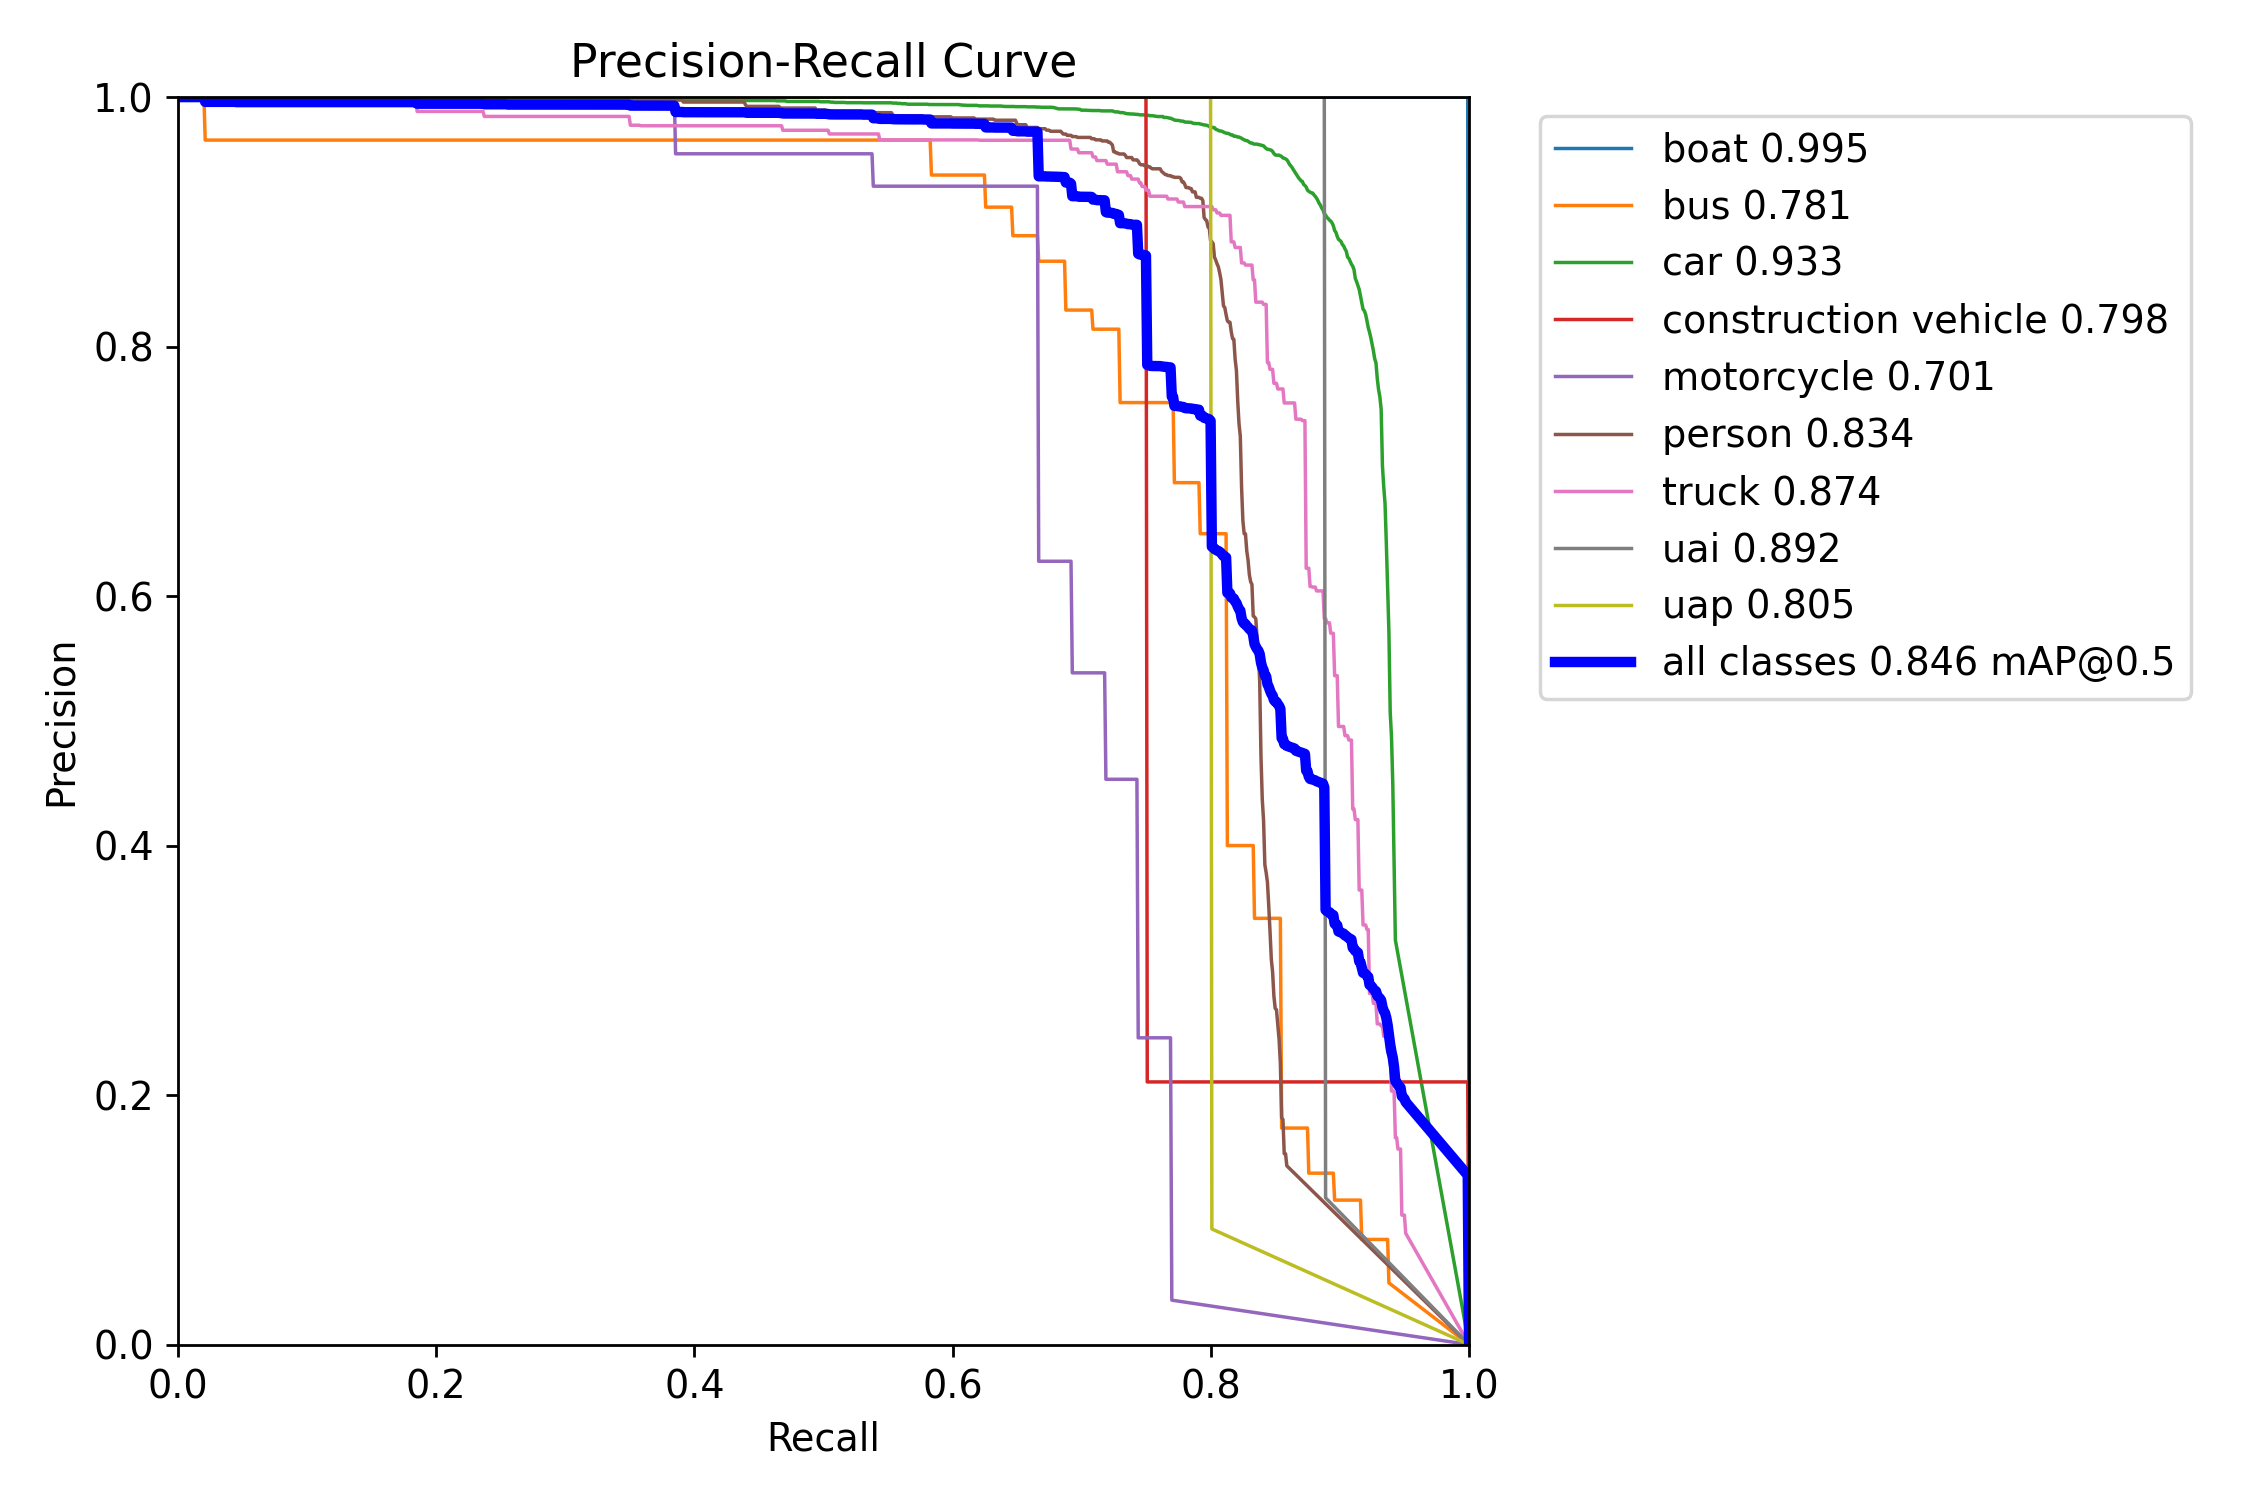 Precision-Recall Curve
1.0
0.8
0.6
0.4
0.2
0.0
Precision
0.0 0.2 0.4 0.6 0.8 1.0
Recall
boat 0.995
bus 0.781
car 0.933
construction vehicle 0.798
motorcycle 0.701
person 0.834
truck 0.874
uai 0.892
uap 0.805
all classes 0.846 mAP@0.5